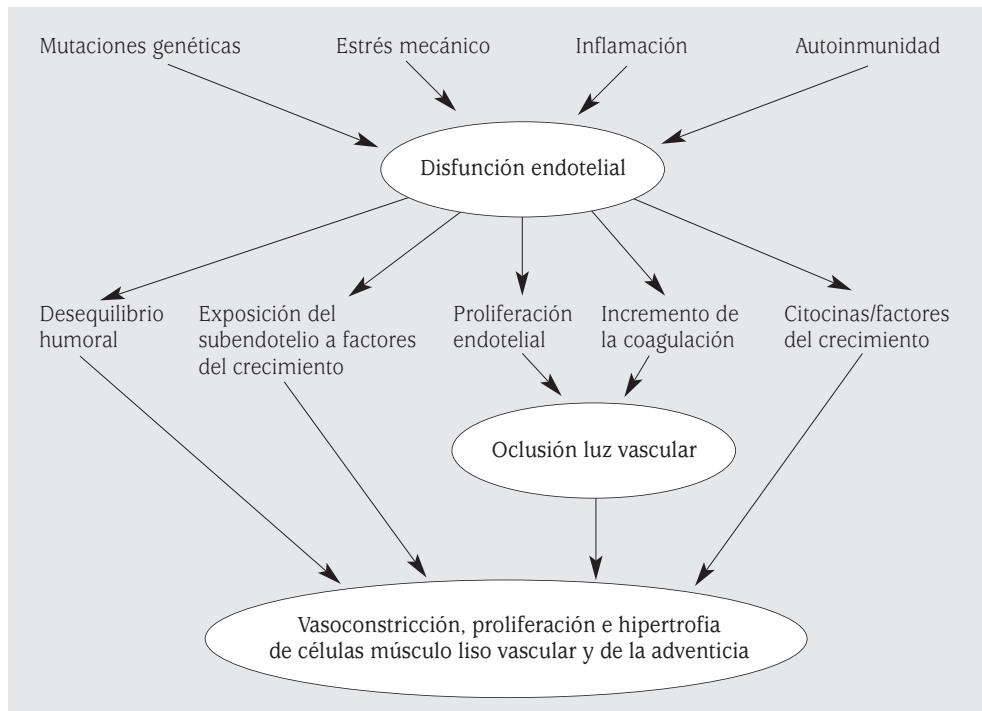 Mutaciones genéticas
Estrés mecánico
Inflamación
Autoinmunidad
Disfunción endotelial
Desequilibrio
humoral
Exposición del
subendotelio a factores
del crecimiento
Proliferación
endotelial
Incremento de
la coagulación
Citocinas/factores
del crecimiento
Oclusión luz vascular
Vasoconstricción, proliferación e hipertrofia
de células músculo liso vascular y de la adventicia